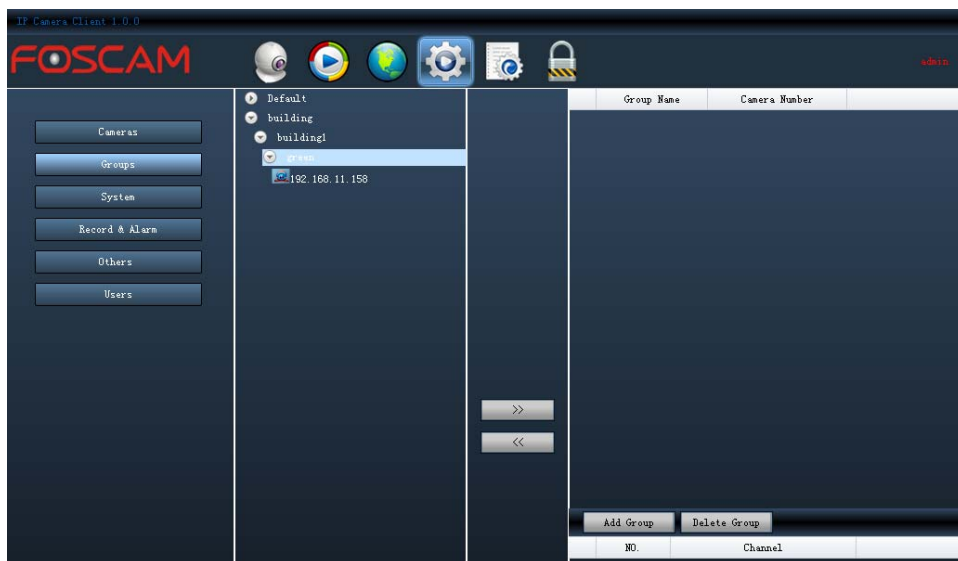 IP Camera Client 1.0.0
FOSCAM
admin
Cameras
Groups
System
Record & Alarm
Others
Users
Default
building
building1
green
192.168.11.158
>>
<<
Group Name Camera Number
Add Group Delete Group
NO. Channel